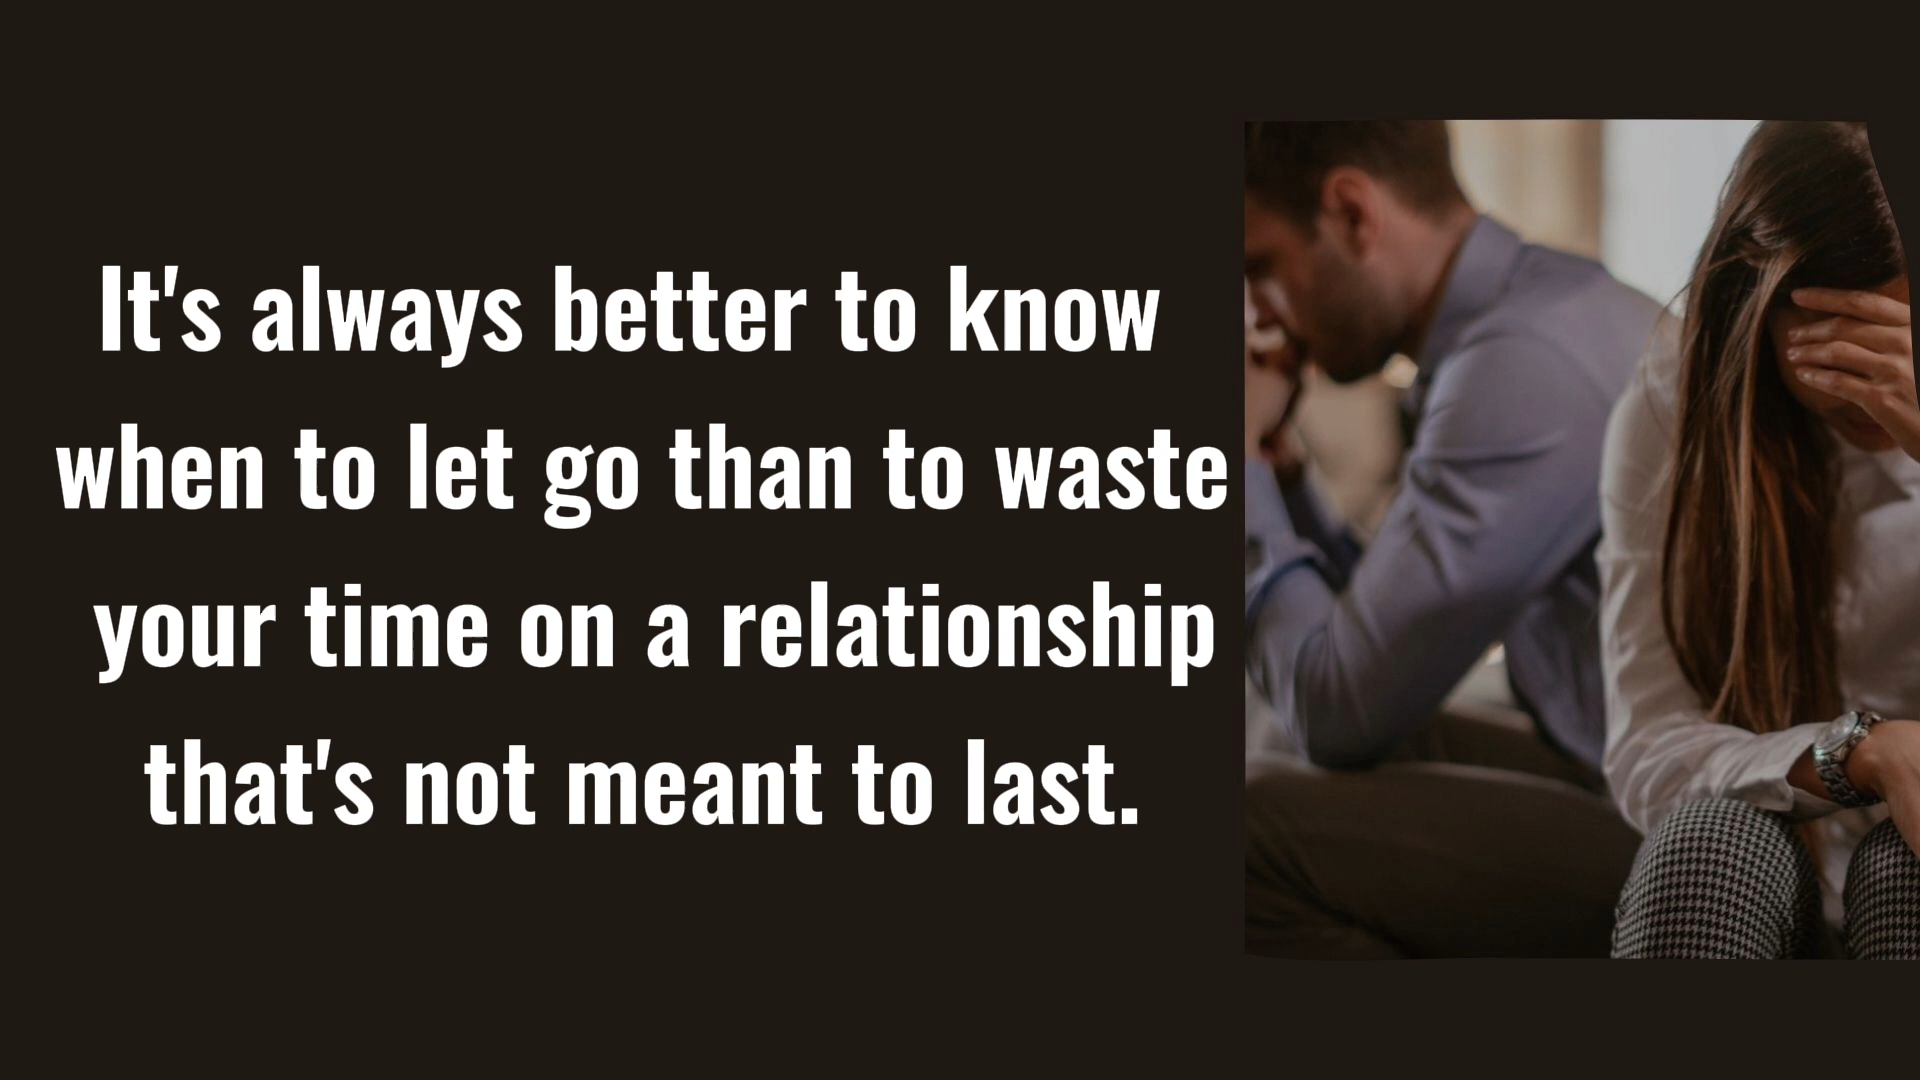 It's always better to know
when to let go than to waste
your time on a relationship
that's not meant to last.